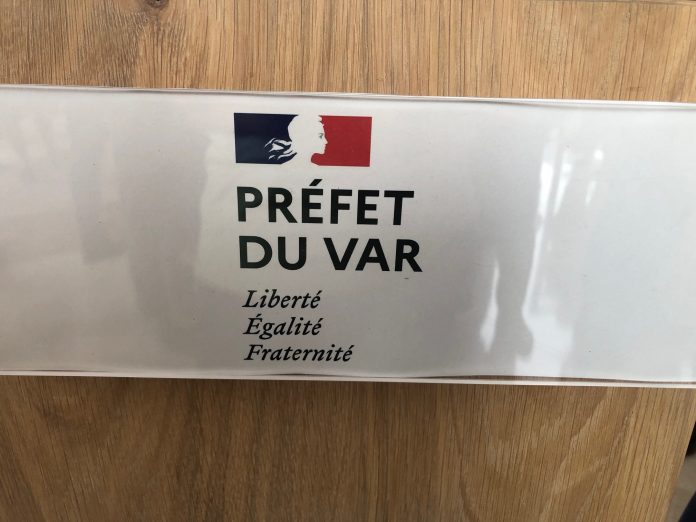 PRÉFET
DU VAR
Liberté
Égalité
Fraternité